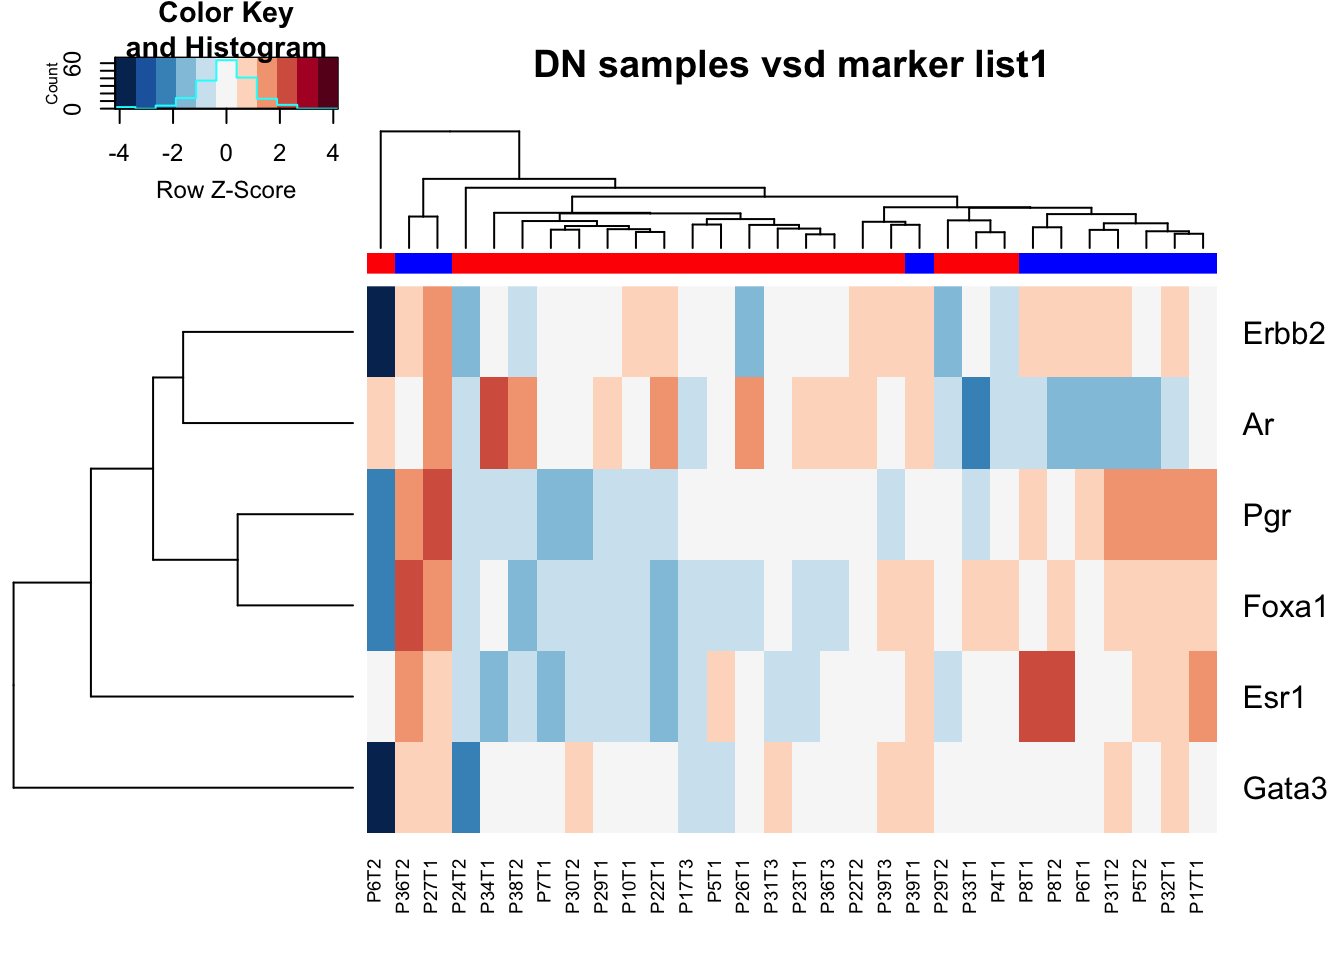 Color Key
and Histogram
DN samples vsd marker list1
Count
0 60
-4 -2 0 2 4
Row Z-Score
Erbb2
Ar
Pgr
Foxa1
Esr1
Gata3
P6T2
P36T2
P27T1
P24T2
P34T1
P38T2
P7T1
P30T2
P29T1
P10T1
P22T1
P17T3
P5T1
P26T1
P31T3
P23T1
P36T3
P22T2
P39T3
P39T1
P29T2
P33T1
P4T1
P8T1
P8T2
P6T1
P31T2
P5T2
P32T1
P17T1